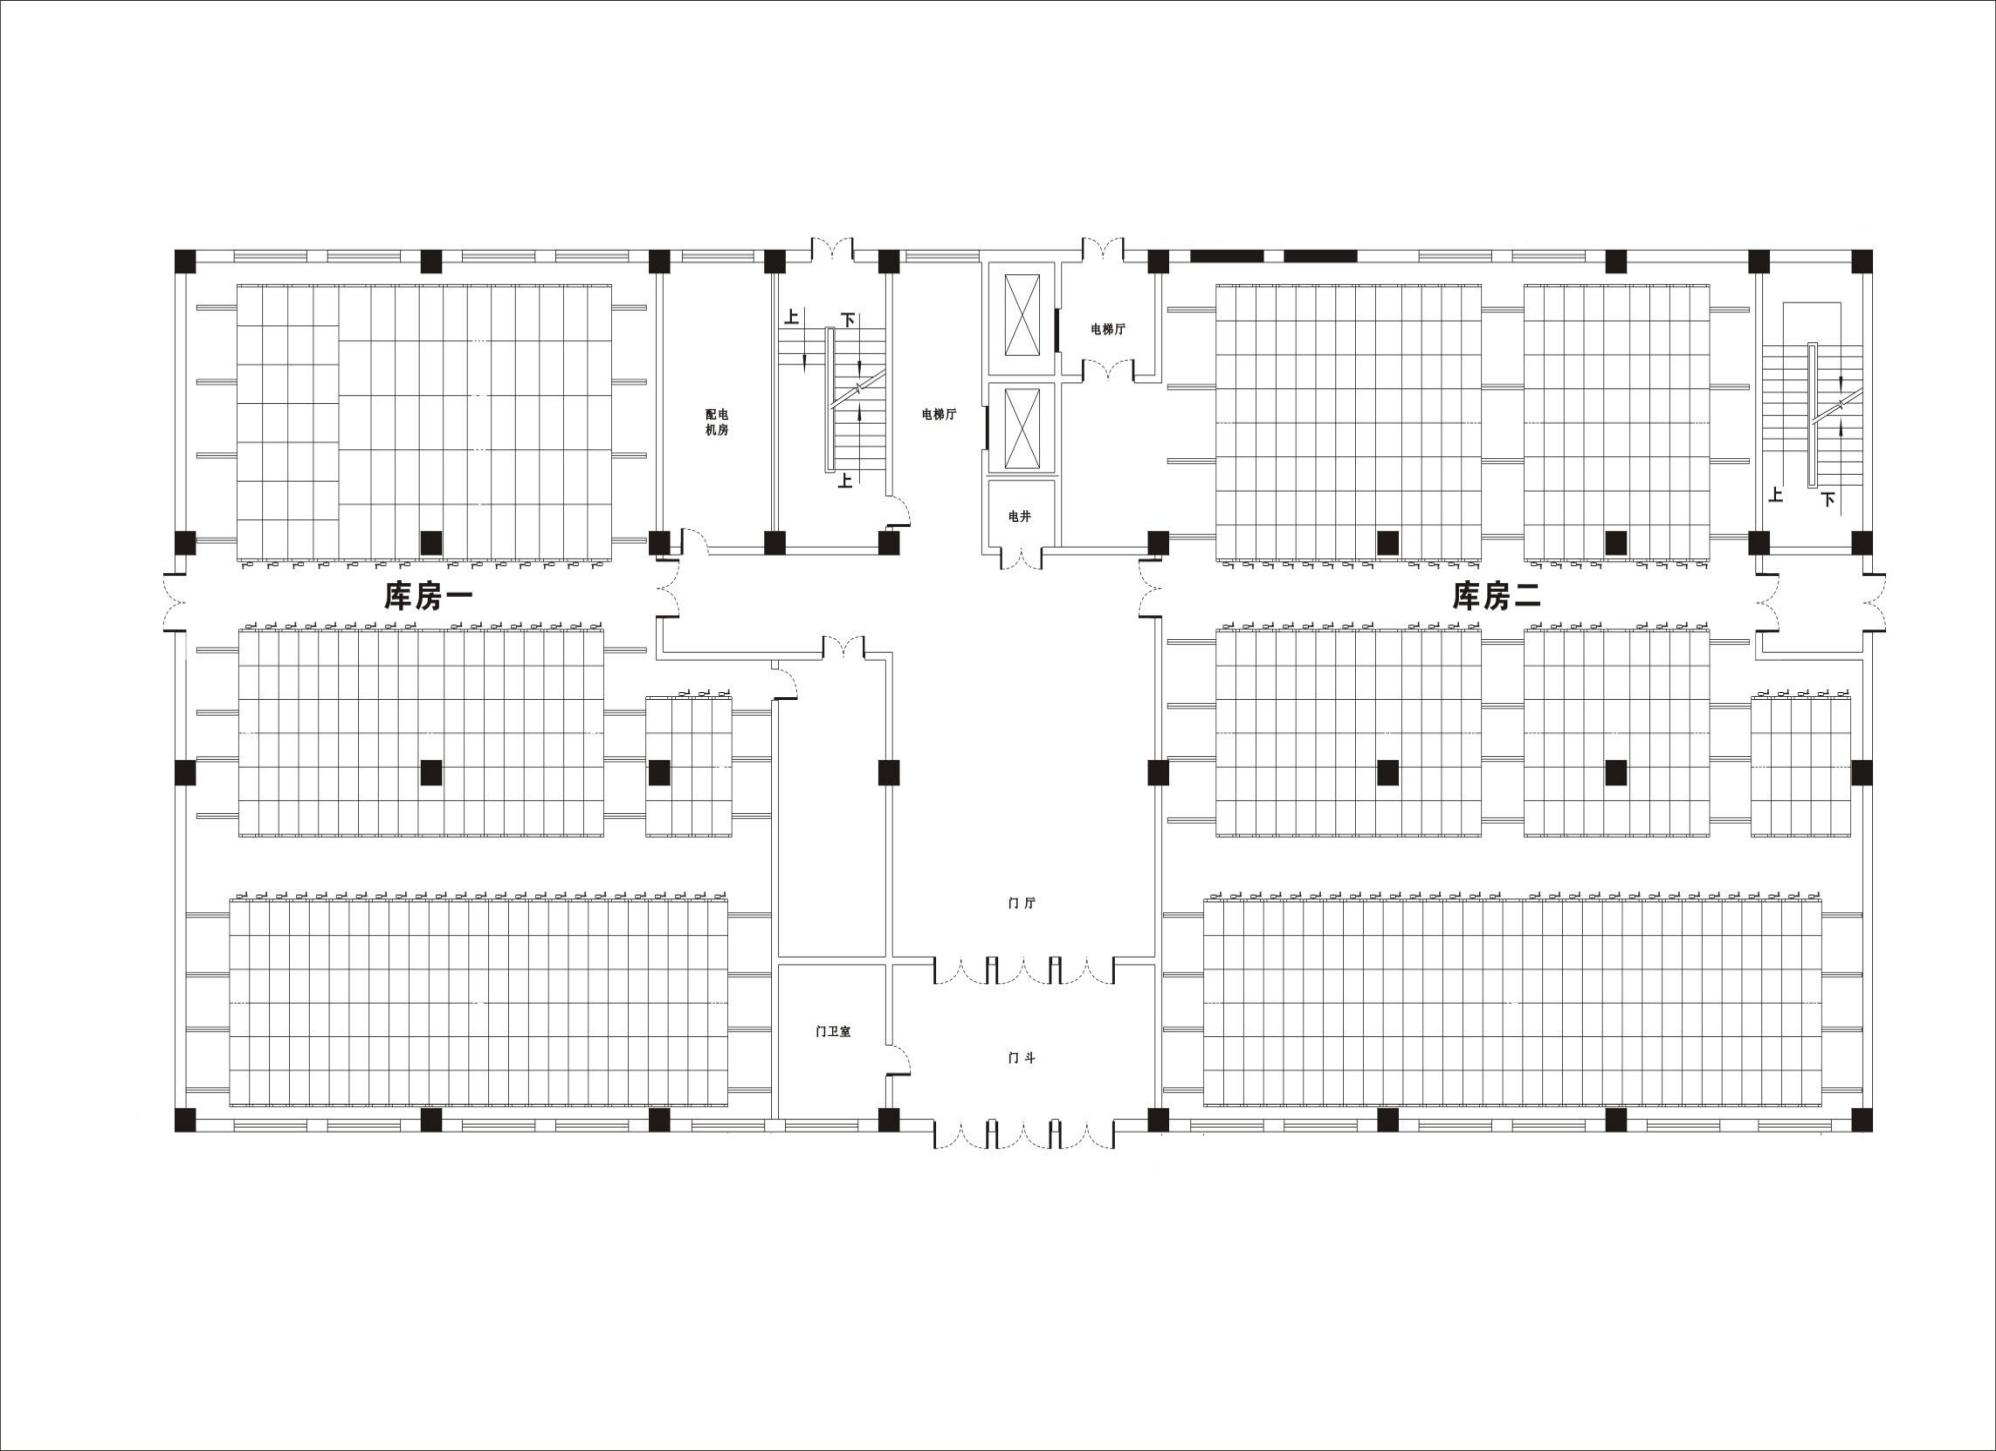 上
下
电梯厅
配电
机房
电梯厅
上
上
下
电井
库房一
库房二
门厅
门卫室
门斗